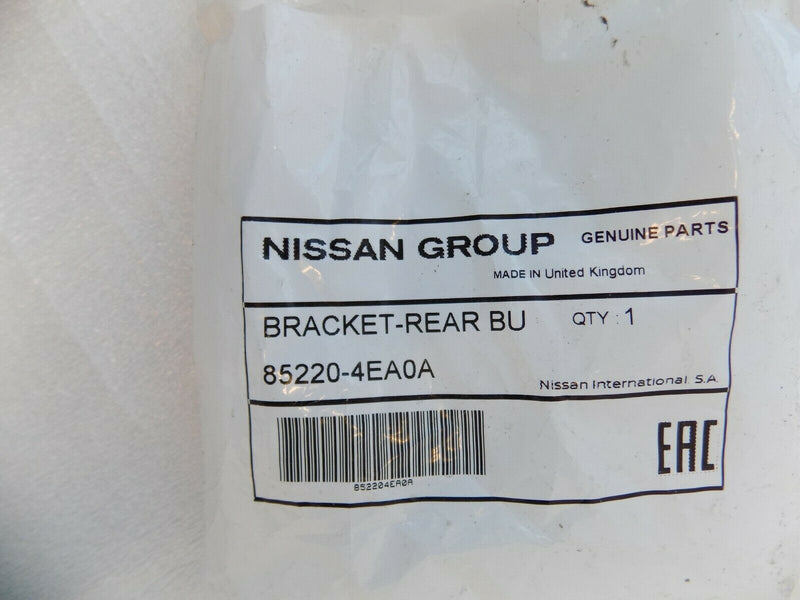 NISSAN GROUP GENUINE PARTS
MADE IN United Kingdom
BRACKET-REAR BU QTY : 1
85220-4EA0A
Nissan International S.A.
852204EA0A
EAC